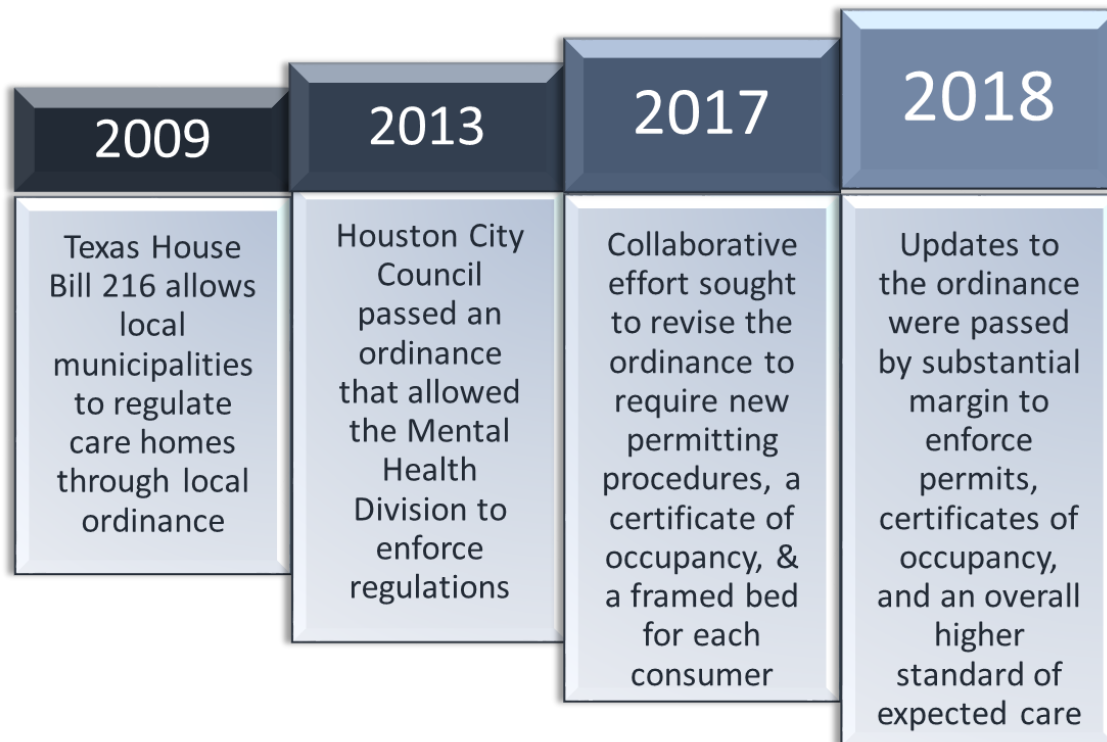 2009
Texas House
Bill 216 allows
local
municipalities
to regulate
care homes
through local
ordinance
2013
Houston City
Council
passed an
ordinance
that allowed
the Mental
Health
Division to
enforce
regulations
2017
Collaborative
effort sought
to revise the
ordinance to
require new
permitting
procedures, a
certificate of
occupancy, &
a framed bed
for each
consumer
2018
Updates to
the ordinance
were passed
by substantial
margin to
enforce
permits,
certificates of
occupancy,
and an overall
higher
standard of
expected care